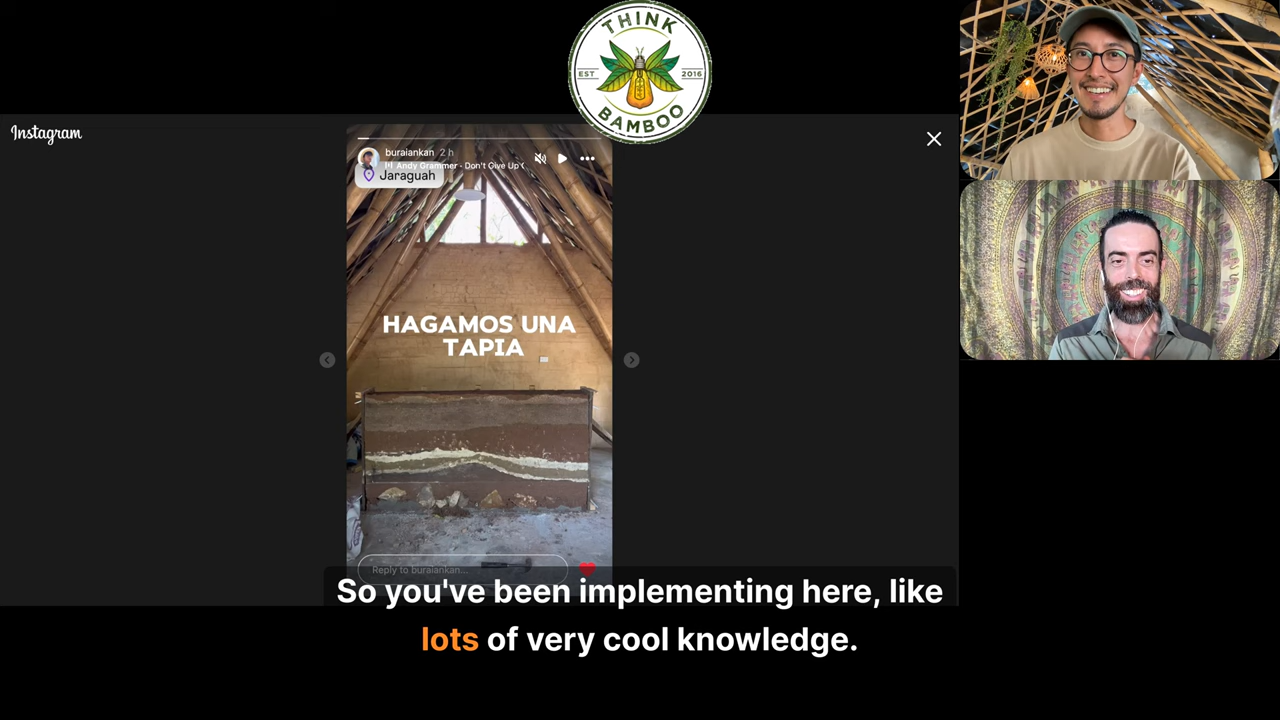 THINK
EST
2016
BAMBOO
Instagram
buraiankan 2 h
Andy Grammer · Don't Give Up (
Jaraguah
HAGAMOS UNA
TAPIA
Reply to buraiankan...
So you've been implementing here, like
lots of very cool knowledge.